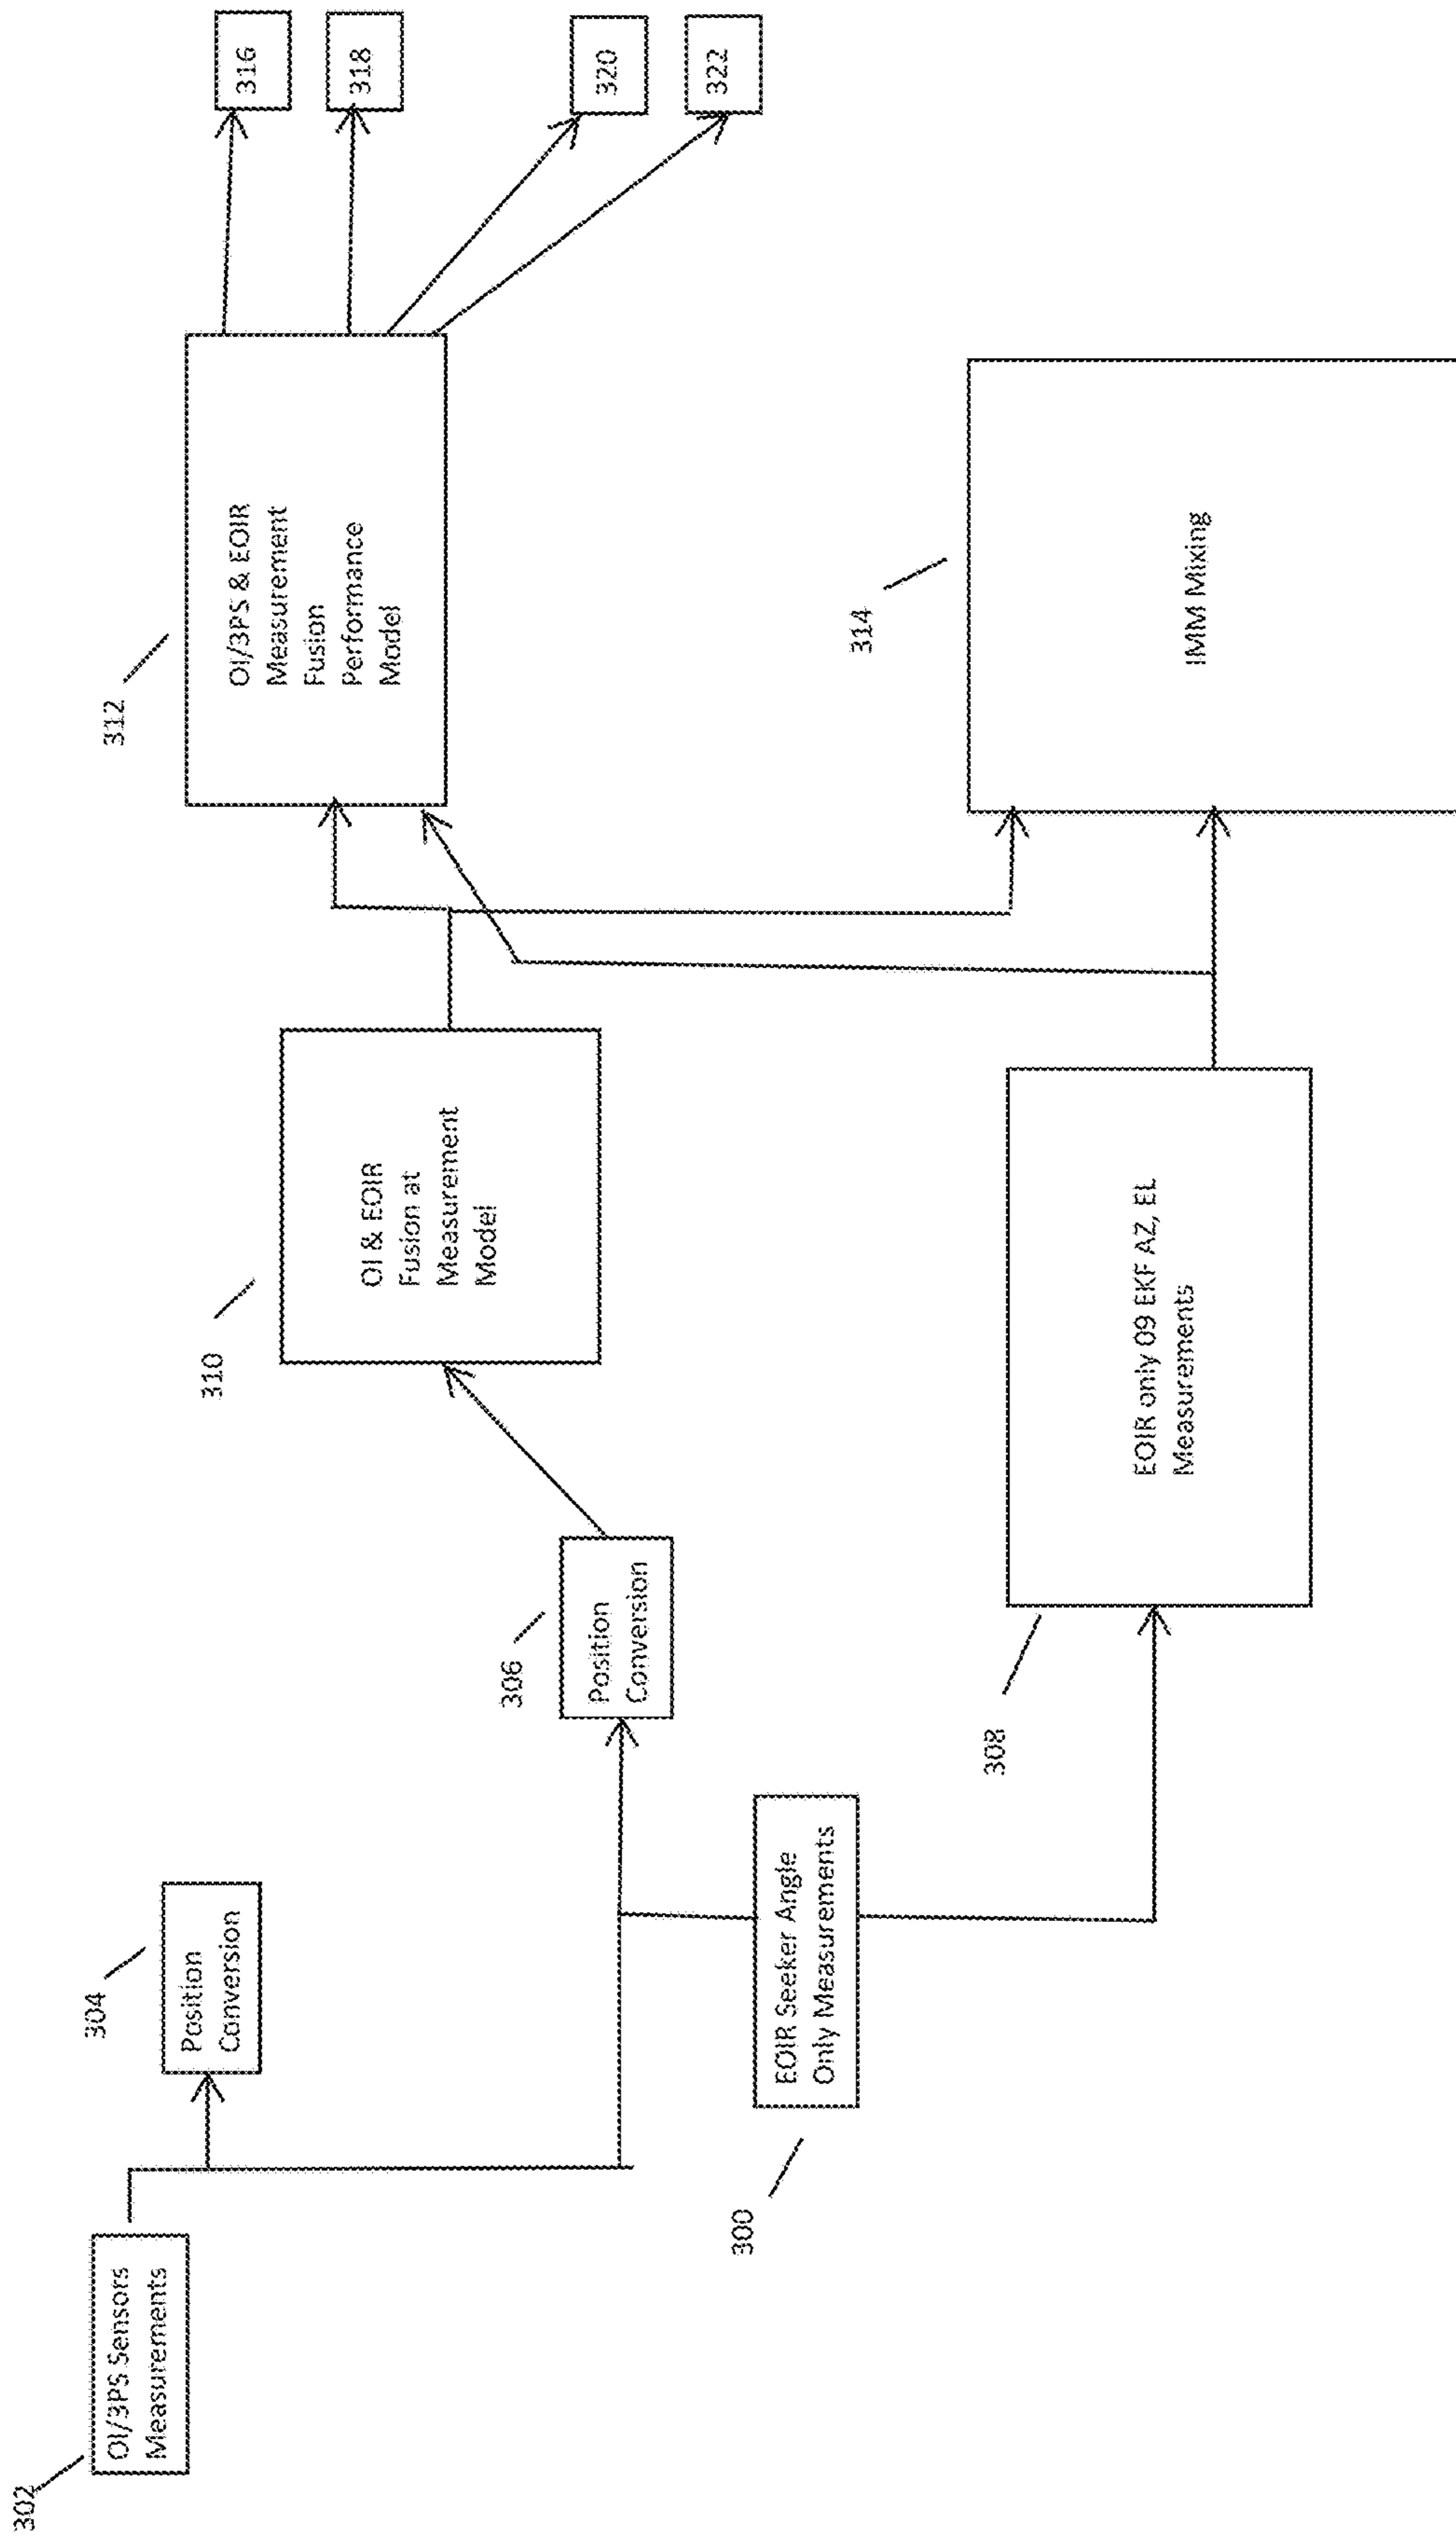 302
OI/3PS Sensors
Measurements
304
Position
Conversion
300
EOIR Seeker Angle
Only Measurements
306
Position
Conversion
308
EOIR only 09 EKF AZ, EL
Measurements
310
OI & EOIR
Fusion at
Measurement
Model
312
OI/3PS & EOIR
Measurement
Fusion
Performance
Model
314
IMM Mixing
316
318
320
322